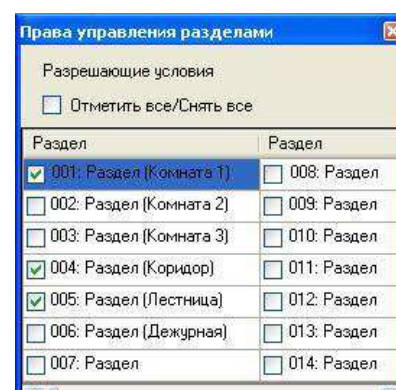 Права управления разделами
Разрешающие условия
Отметить все/Снять все
Раздел Раздел
001: Раздел (Комната 1) 008: Раздел
002: Раздел (Комната 2) 009: Раздел
003: Раздел (Комната 3) 010: Раздел
004: Раздел (Коридор) 011: Раздел
005: Раздел (Лестница) 012: Раздел
006: Раздел (Дежурная) 013: Раздел
007: Раздел 014: Раздел